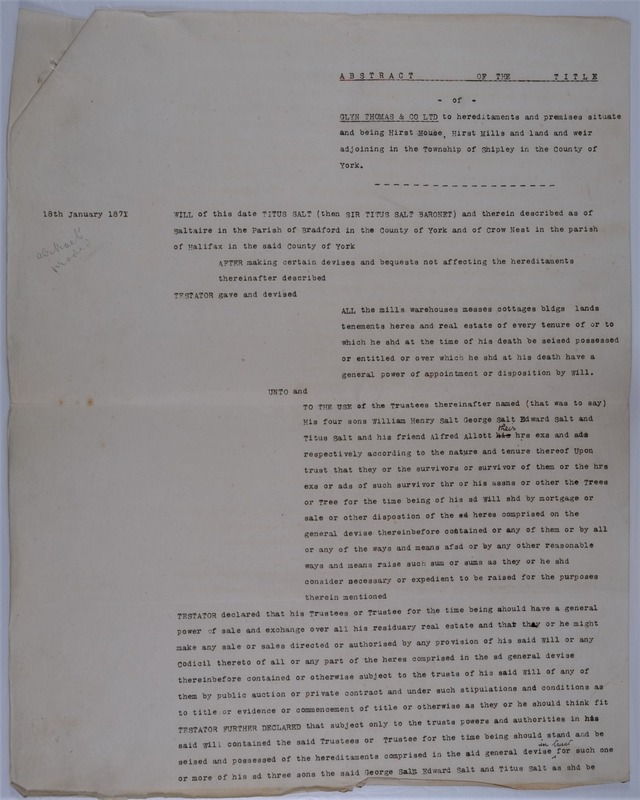 ABSTRACT OF THE TITLE
- of -
GLYN THOMAS & CO LTD to hereditaments and premises situate
and being Hirst Mouse, Hirst Mills and land and weir
adjoining in the Township of Shipley in the County of
York.
18th January 1871
WILL of this date TITUS SALT (then SIR TITUS SALT BARONET) and therein described as of
Saltaire in the Parish of Bradford in the County of York and of Crow Nest in the parish
of Halifax in the said County of York
AFTER making certain devises and bequests not affecting the hereditaments
thereinafter described
TESTATOR gave and devised
ALL the mills warehouses messes cottages bldgs lands
tenements heres and real estate of every tenure of or to
which he shd at the time of his death be seised possessed
or entitled or over which he shd at his death have a
general power of appointment or disposition by Will.
UNTO and
TO THE USE of the Trustees thereinafter named (that was to say)
His four sons William Henry Salt George Salt Edward Salt and
Titus Salt and his friend Alfred Allott his their hrs exs and ads
respectively according to the nature and tenure thereof Upon
trust that they or the survivors or survivor of them or the hrs
exs or ads of such survivor thr or his assns or other the Trees
or Tree for the time being of his sd Will shd by mortgage or
sale or other dispostion of the sd heres comprised on the
general devise thereinbefore contained or any of them or by all
or any of the ways and means afsd or by any other reasonable
ways and means raise such sum or sums as they or he shd
consider necessary or expedient to be raised for the purposes
therein mentioned
TESTATOR declared that his Trustees or Trustee for the time being should have a general
power of sale and exchange over all his residuary real estate and that they or he might
make any sale or sales directed or authorised by any provision of his said Will or any
Codicil thereto of all or any part of the heres comprised in the sd general devise
thereinbefore contained or otherwise subject to the trusts of his said Will of any of
them by public auction or private contract and under such stipulations and conditions as
to title or evidence or commencement of title or otherwise as they or he should think fit
TESTATOR FURTHER DECLARED that subject only to the trusts powers and authorities in his
said Will contained the said Trustees or Trustee for the time being should stand and be
seised and possessed of the hereditaments comprised in the aid general devise in trust for such one
or more of his sd three sons the said George Salt Edward Salt and Titus Salt as shd be